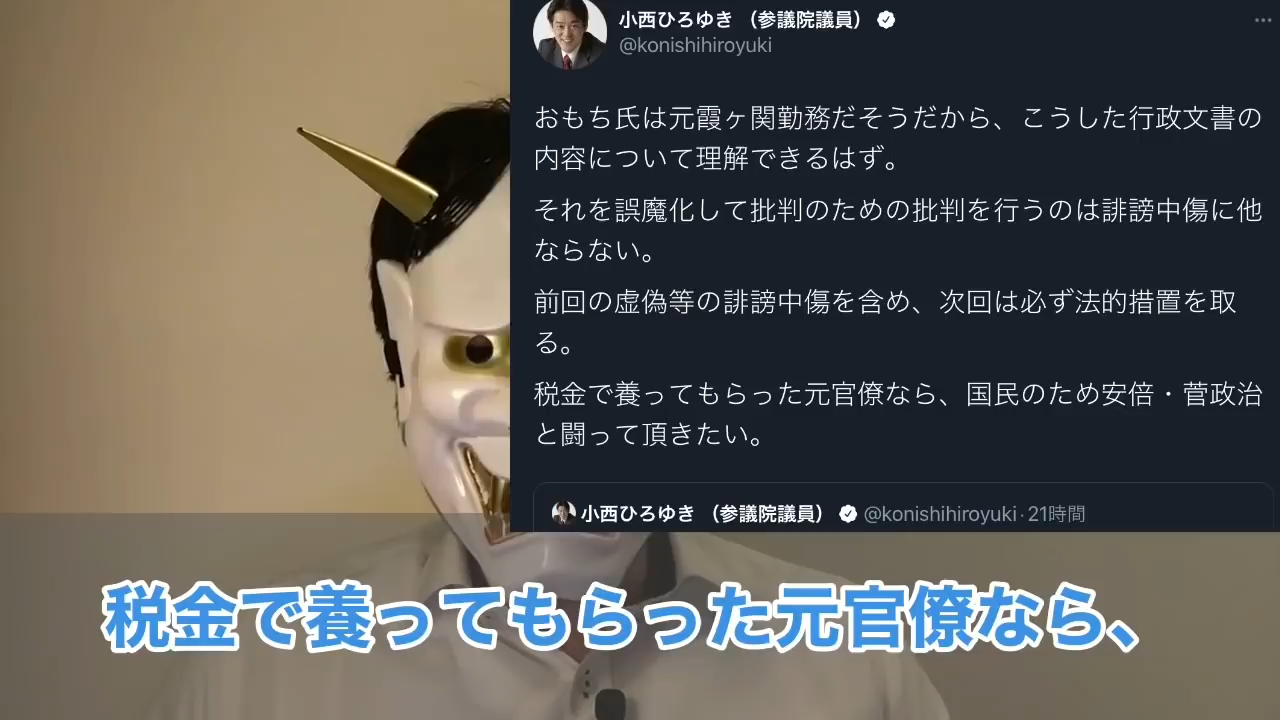 小西ひろゆき （参議院議員）
@konishihiroyuki
おもち氏は元霞ヶ関勤務だそうだから、こうした行政文書の
内容について理解できるはず。
それを誤魔化して批判のための批判を行うのは誹謗中傷に他
ならない。
前回の虚偽等の誹謗中傷を含め、次回は必ず法的措置を取
る。
税金で養ってもらった元官僚なら、国民のため安倍・菅政治
と闘って頂きたい。
小西ひろゆき （参議院議員） @konishihiroyuki · 21時間
税金で養ってもらった元官僚なら、